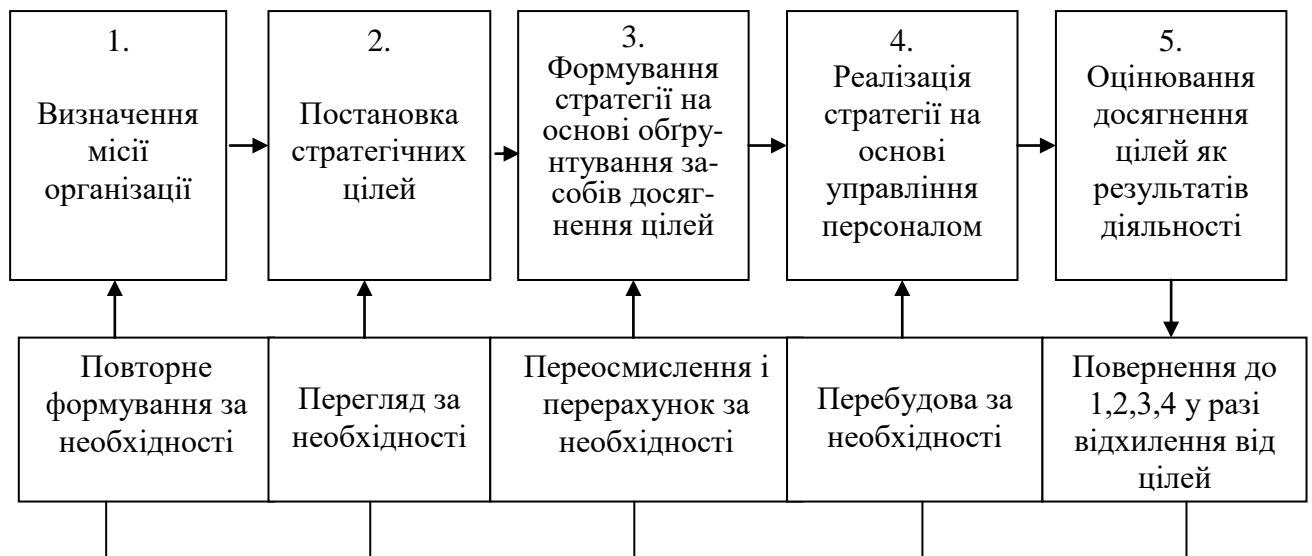 1.
Визначення
місії
організації
2.
Постановка
стратегічних
цілей
3.
Формування
стратегії на
основі обґру-
нтування за-
собів досяг-
нення цілей
4.
Реалізація
стратегії на
основі
управління
персоналом
5.
Оцінювання
досягнення
цілей як
результатів
діяльності
Повторне
формування за
необхідності
Перегляд за
необхідності
Переосмислення і
перерахунок за
необхідності
Перебудова за
необхідності
Повернення до
1,2,3,4 у разі
відхилення від
цілей